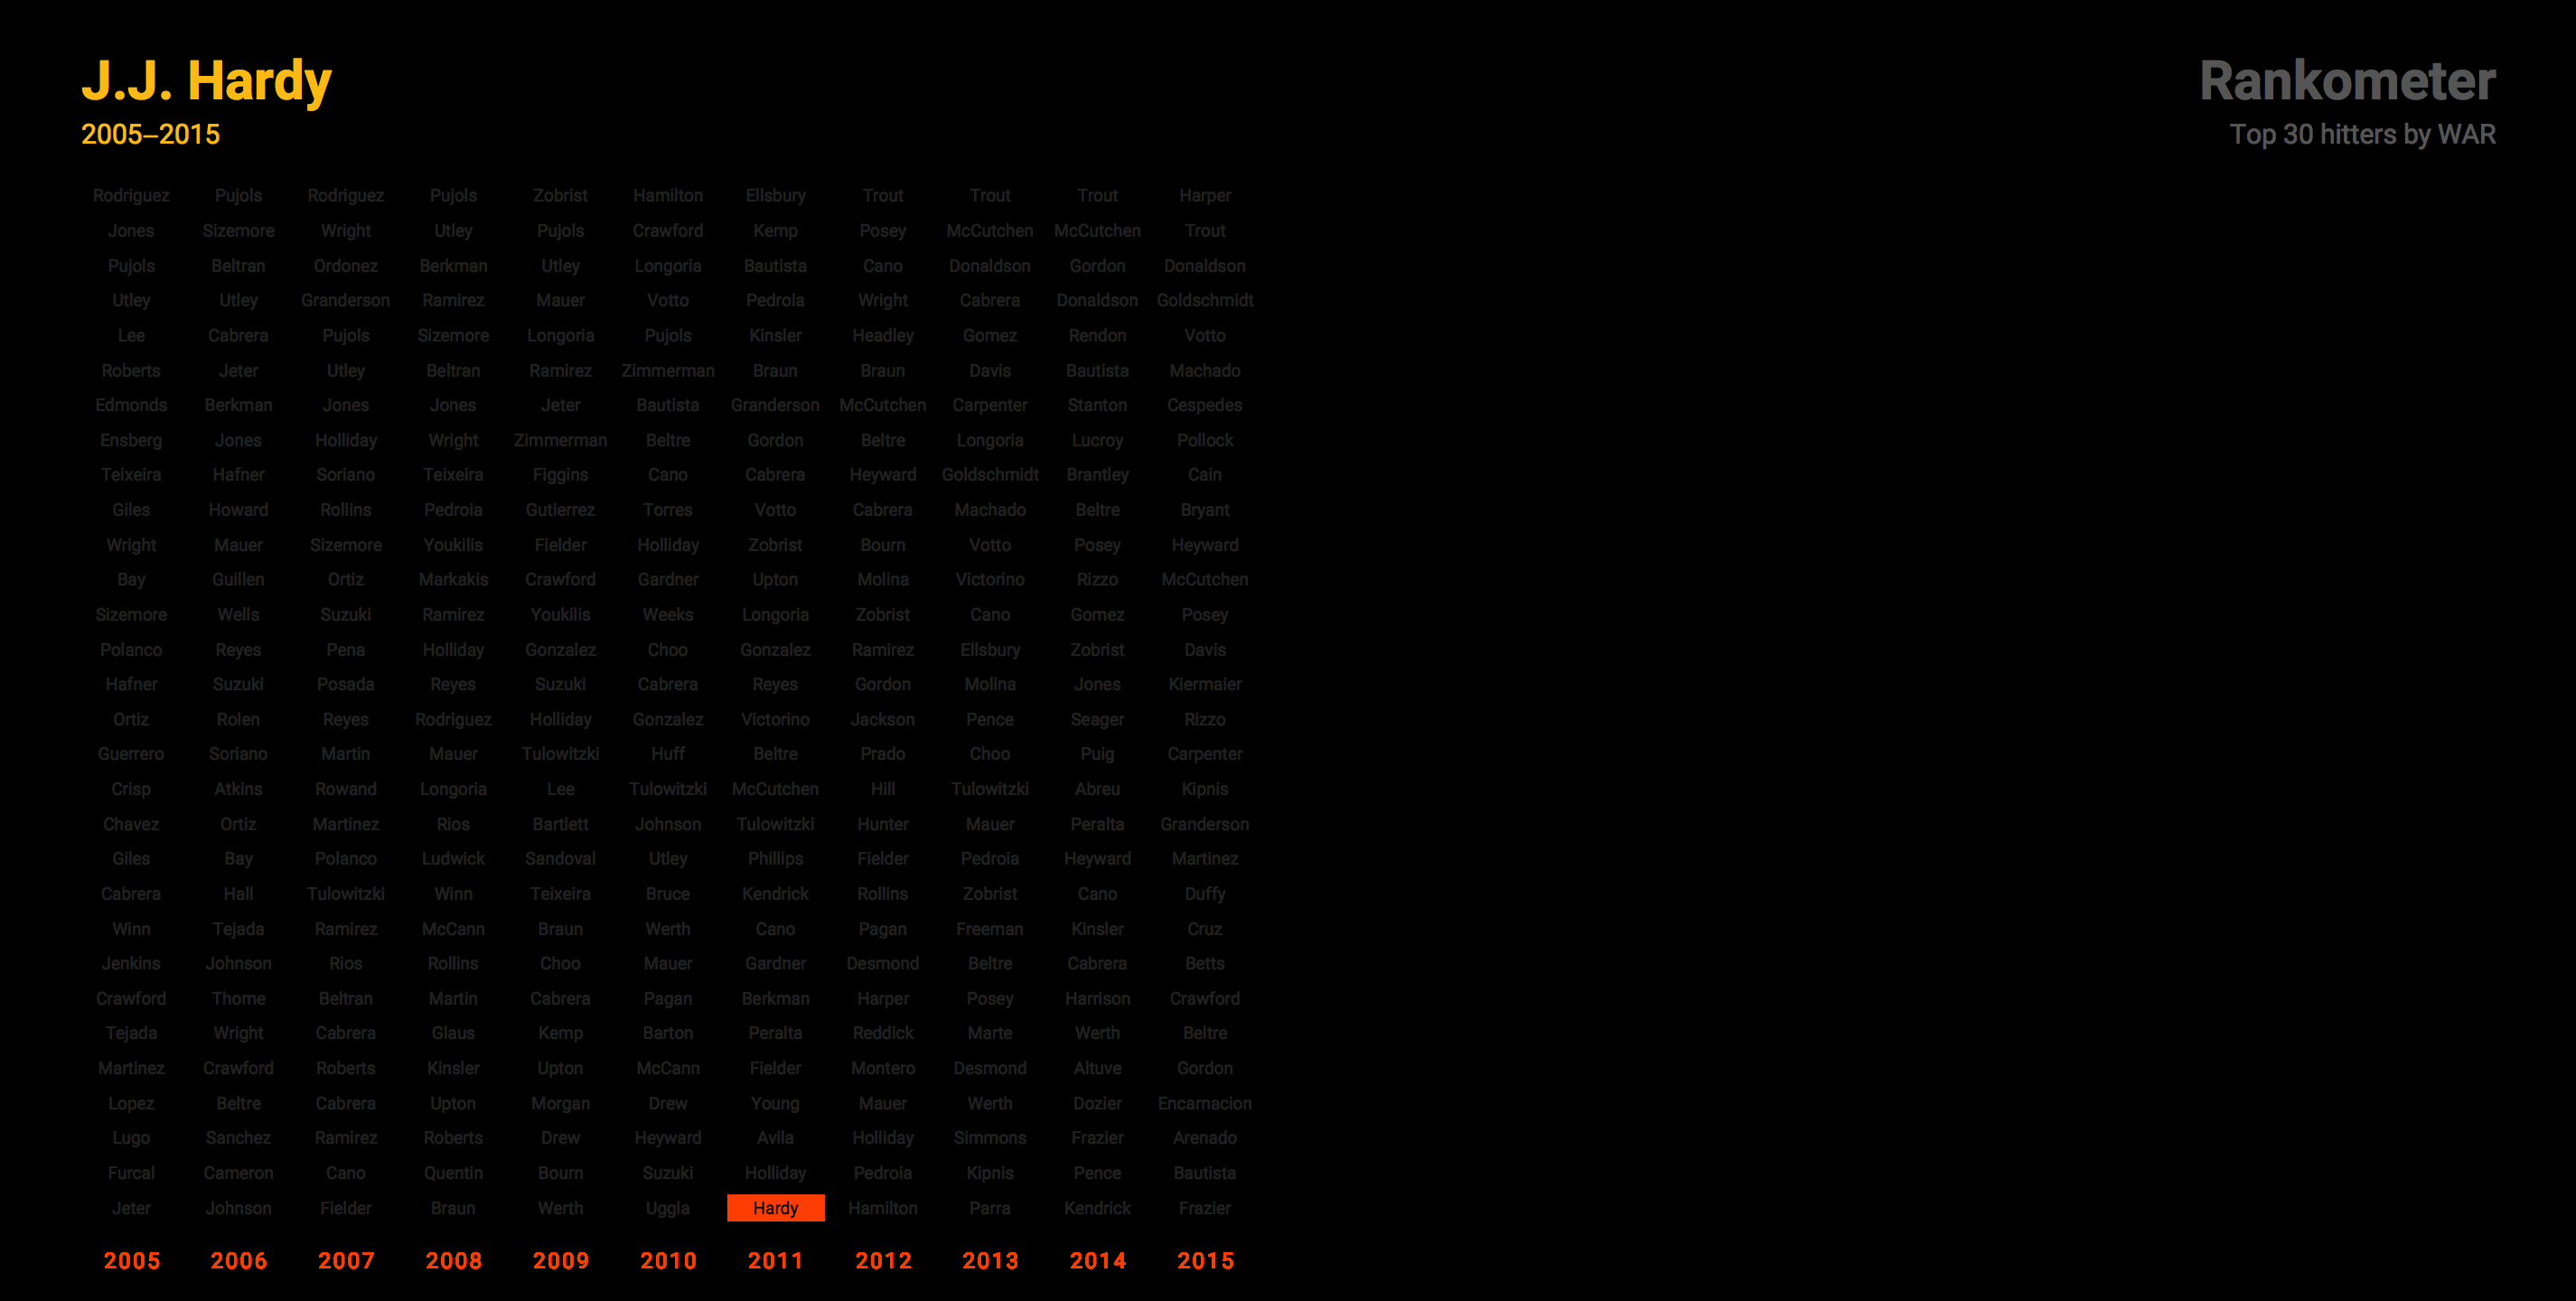 J.J. Hardy
2005–2015
Rankometer
Top 30 hitters by WAR
Rodriguez Pujols Rodriguez Pujols Zobrist Hamilton Ellsbury Trout Trout Trout Harper
Jones Sizemore Wright Utley Pujols Crawford Kemp Posey McCutchen McCutchen Trout
Pujols Beltran Ordonez Berkman Utley Longoria Bautista Cano Donaldson Gordon Donaldson
Utley Utley Granderson Ramirez Mauer Votto Pedroia Wright Cabrera Donaldson Goldschmidt
Lee Cabrera Pujols Sizemore Longoria Pujols Kinsler Headley Gomez Rendon Votto
Roberts Jeter Utley Beltran Ramirez Zimmerman Braun Braun Davis Bautista Machado
Edmonds Berkman Jones Jones Jeter Bautista Granderson McCutchen Carpenter Stanton Cespedes
Ensberg Jones Holliday Wright Zimmerman Beltre Gordon Beltre Longoria Lucroy Pollock
Teixeira Hafner Soriano Teixeira Figgins Cano Cabrera Heyward Goldschmidt Brantley Cain
Giles Howard Rollins Pedroia Gutierrez Torres Votto Cabrera Machado Beltre Bryant
Wright Mauer Sizemore Youkilis Fielder Holliday Zobrist Bourn Votto Posey Heyward
Bay Guillen Ortiz Markakis Crawford Gardner Upton Molina Victorino Rizzo McCutchen
Sizemore Wells Suzuki Ramirez Youkilis Weeks Longoria Zobrist Cano Gomez Posey
Polanco Reyes Pena Holliday Gonzalez Choo Gonzalez Ramirez Ellsbury Zobrist Davis
Hafner Suzuki Posada Reyes Suzuki Cabrera Reyes Gordon Molina Jones Kiermaier
Ortiz Rolen Reyes Rodriguez Holliday Gonzalez Victorino Jackson Pence Seager Rizzo
Guerrero Soriano Martin Mauer Tulowitzki Huff Beltre Prado Choo Puig Carpenter
Crisp Atkins Rowand Longoria Lee Tulowitzki McCutchen Hill Tulowitzki Abreu Kipnis
Chavez Ortiz Martinez Rios Bartlett Johnson Tulowitzki Hunter Mauer Peralta Granderson
Giles Bay Polanco Ludwick Sandoval Utley Phillips Fielder Pedroia Heyward Martinez
Cabrera Hall Tulowitzki Winn Teixeira Bruce Kendrick Rollins Zobrist Cano Duffy
Winn Tejada Ramirez McCann Braun Werth Cano Pagan Freeman Kinsler Cruz
Jenkins Johnson Rios Rollins Choo Mauer Gardner Desmond Beltre Cabrera Betts
Crawford Thome Beltran Martin Cabrera Pagan Berkman Harper Posey Harrison Crawford
Tejada Wright Cabrera Glaus Kemp Barton Peralta Reddick Marte Werth Beltre
Martinez Crawford Roberts Kinsler Upton McCann Fielder Montero Desmond Altuve Gordon
Lopez Beltre Cabrera Upton Morgan Drew Young Mauer Werth Dozier Encarnacion
Lugo Sanchez Ramirez Roberts Drew Heyward Avila Holliday Simmons Frazier Arenado
Furcal Cameron Cano Quentin Bourn Suzuki Holliday Pedroia Kipnis Pence Bautista
Jeter Johnson Fielder Braun Werth Uggla Hardy Hamilton Parra Kendrick Frazier
2005 2006 2007 2008 2009 2010 2011 2012 2013 2014 2015